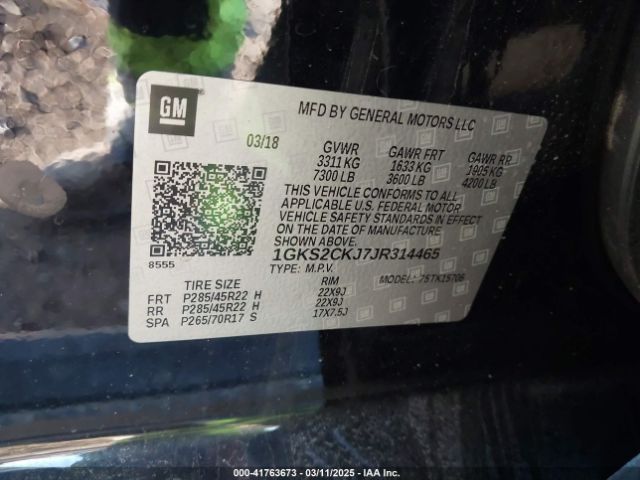 GM
MFD BY GENERAL MOTORS LLC
03/18
GVWR GAWR FRT GAWR RR
3311 KG 1633 KG 1905 KG
7300 LB 3600 LB 4200 LB
THIS VEHICLE CONFORMS TO ALL
APPLICABLE U.S. FEDERAL MOTOR
VEHICLE SAFETY STANDARDS IN EFFECT
ON THE DATE OF MANUFACTURE
SHOWN ABOVE.
1GKS2CKJ7JR314465
8555
TYPE: M.P.V. MODEL:
TIRE SIZE RIM
FRT P285/45R22 H 22X9J
RR P285/45R22 H 22X9J
SPA P265/70R17 S 17X7.5J
000-41763673 - 03/11/2025 - IAA Inc.